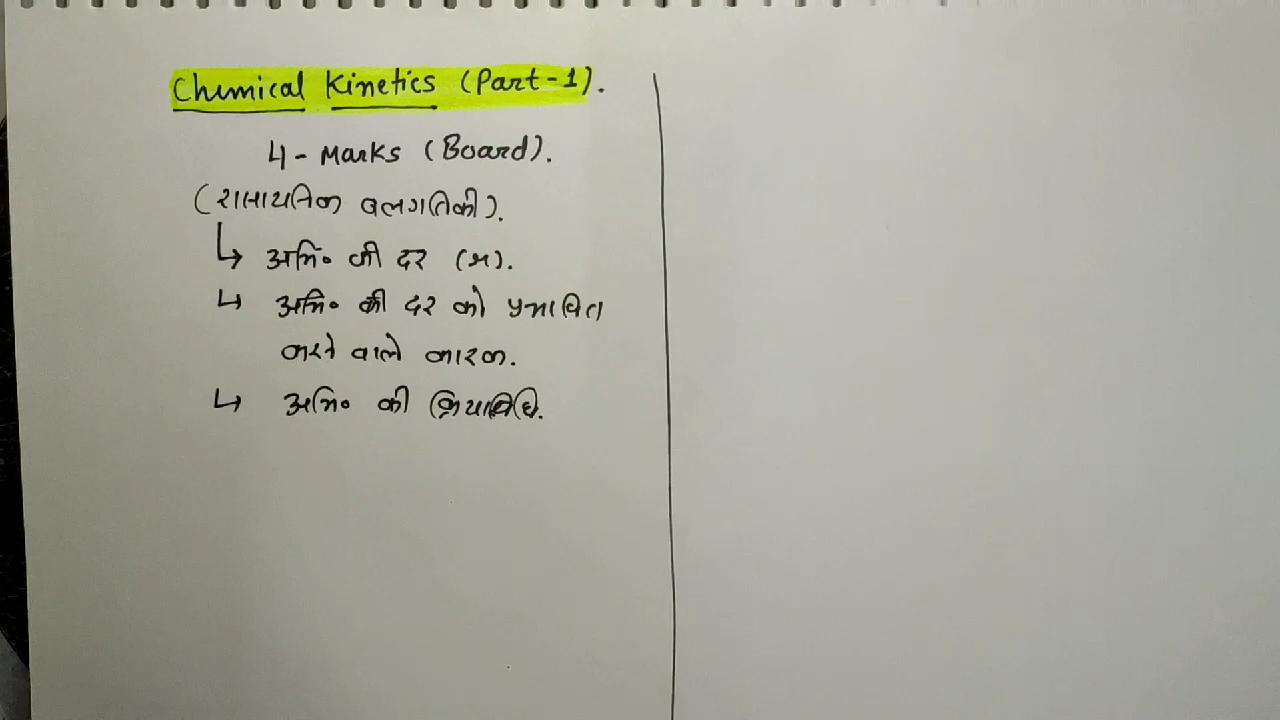 Chemical Kinetics (Part-1).
4-Marks (Board).
(रासायनिक बलगतिकी).
↳ अभि० की दर (r).
↳ अभि० की दर को प्रभावित
करने वाले कारक.
↳ अभि० की क्रियाविधि.